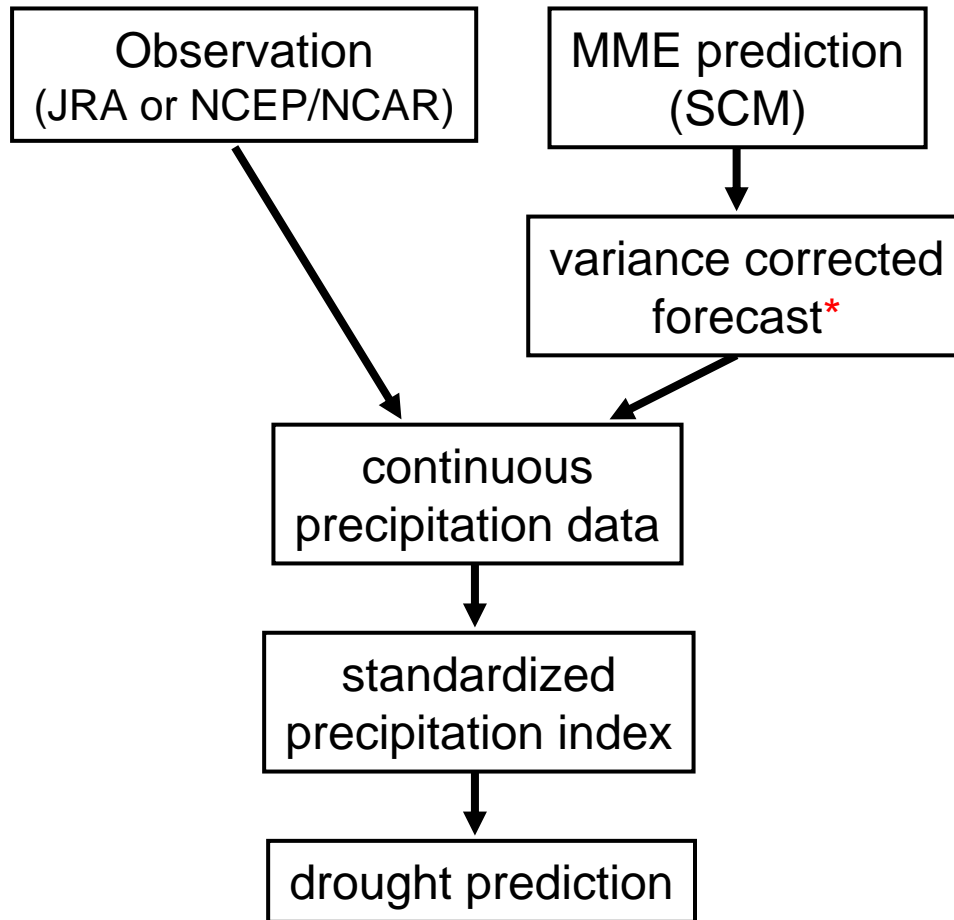 Observation
(JRA or NCEP/NCAR)
MME prediction
(SCM)
variance corrected
forecast*
continuous
precipitation data
standardized
precipitation index
drought prediction